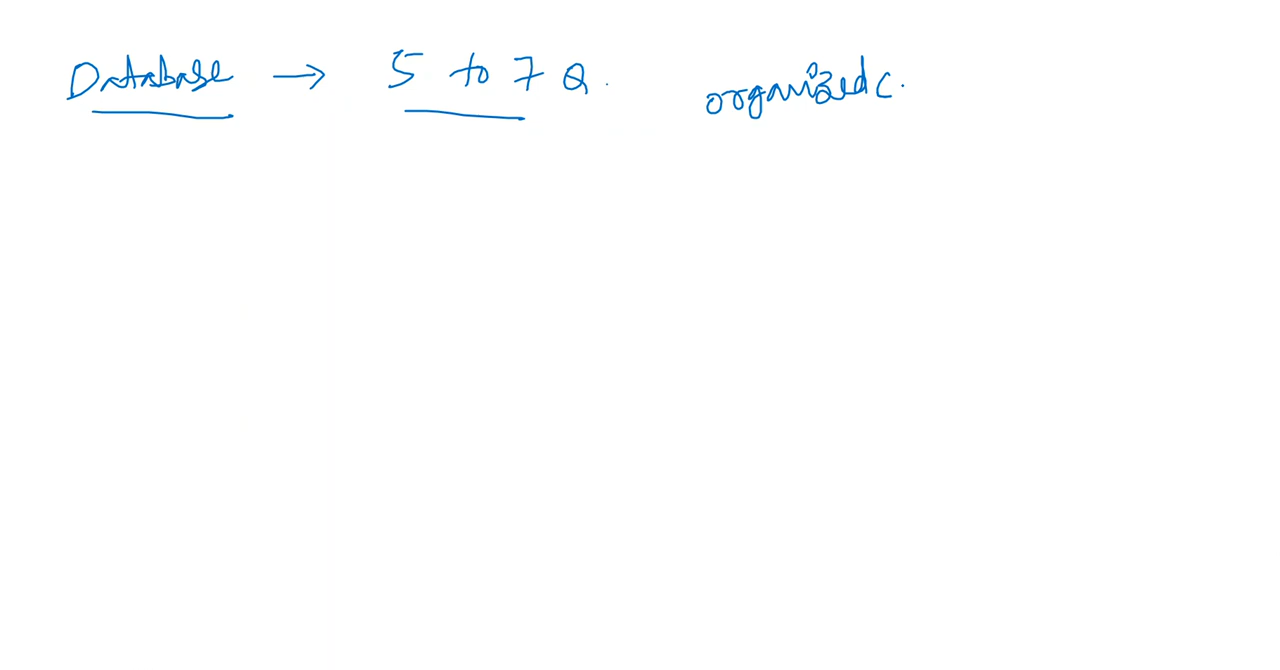 Database → 5 to 7 Q. organized c.